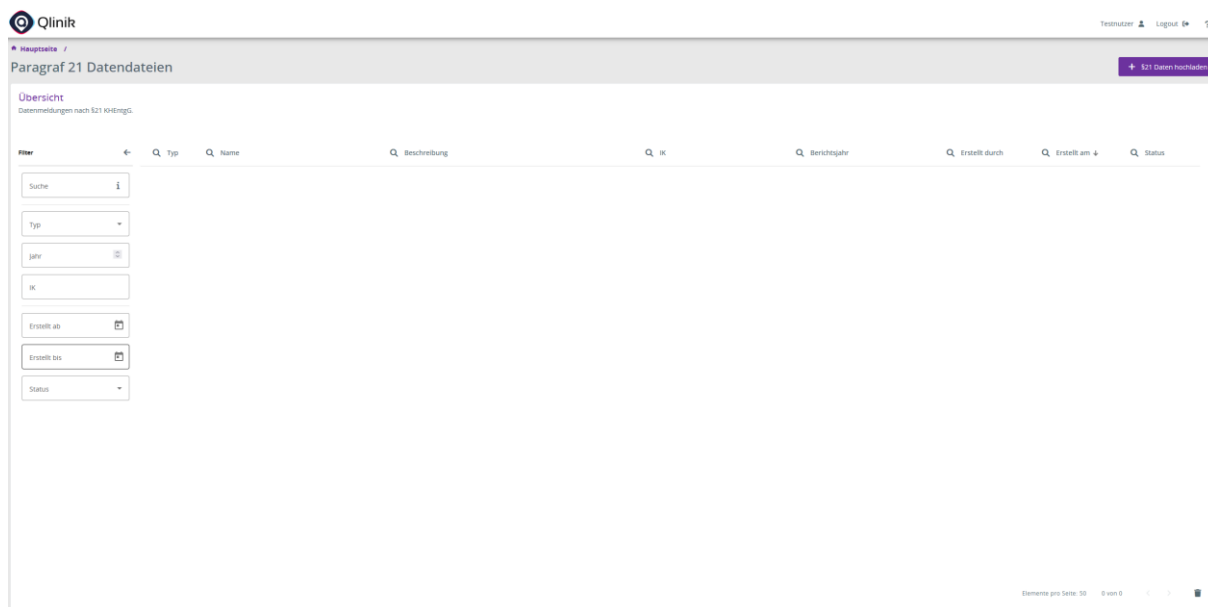 Qlinik
Testnutzer Logout ?
Hauptseite /
Paragraf 21 Datendateien
+ §21 Daten hochladen
Übersicht
Datenmeldungen nach §21 KHEntgG.
Filter Typ Name Beschreibung IK Berichtsjahr Erstellt durch Erstellt am Status
Suche
Typ
Jahr
IK
Erstellt ab
Erstellt bis
Status
Elemente pro Seite: 50 0 von 0